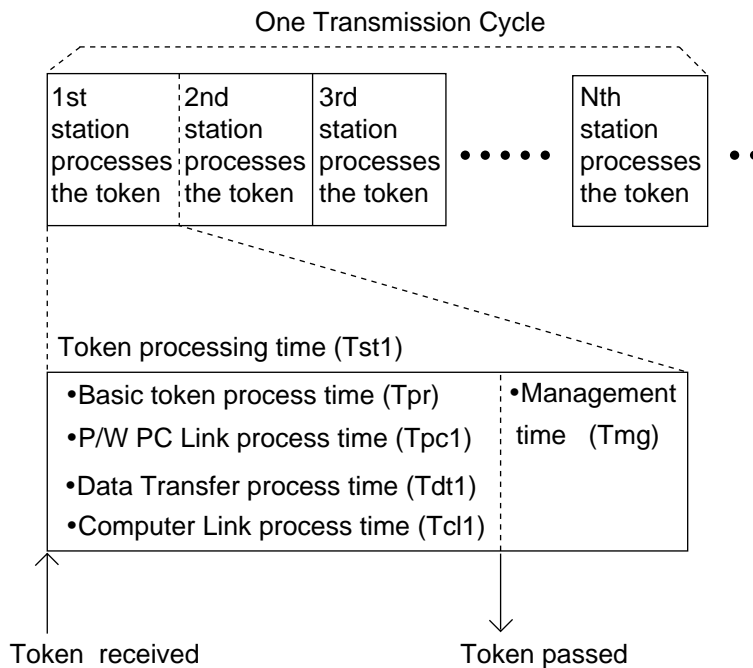 One Transmission Cycle
1st
station
processes
the token
2nd
station
processes
the token
3rd
station
processes
the token
•••••
Nth
station
processes
the token
••
Token processing time (Tst1)
•Basic token process time (Tpr)
•P/W PC Link process time (Tpc1)
•Data Transfer process time (Tdt1)
•Computer Link process time (Tcl1)
•Management
time (Tmg)
Token received
Token passed